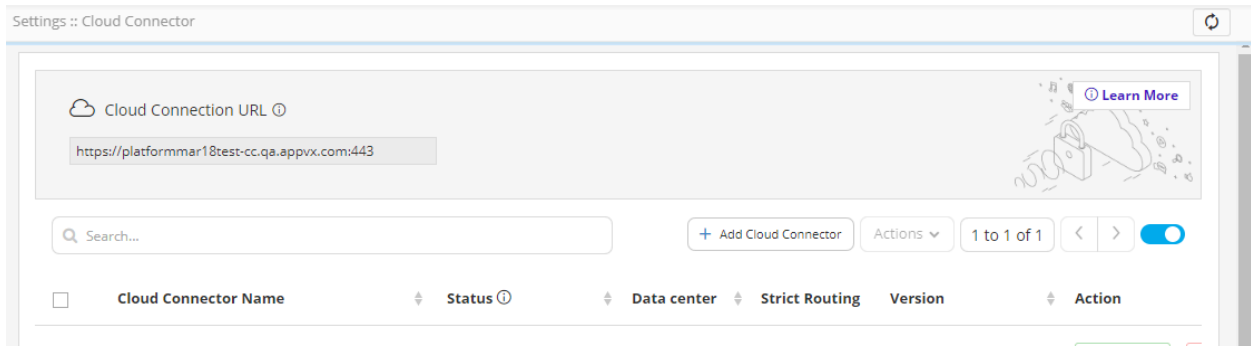 Settings :: Cloud Connector
Learn More
Cloud Connection URL
https://platformmar18test-cc.qa.appvx.com:443
Search... + Add Cloud Connector Actions 1 to 1 of 1
Cloud Connector Name Status Data center Strict Routing Version Action